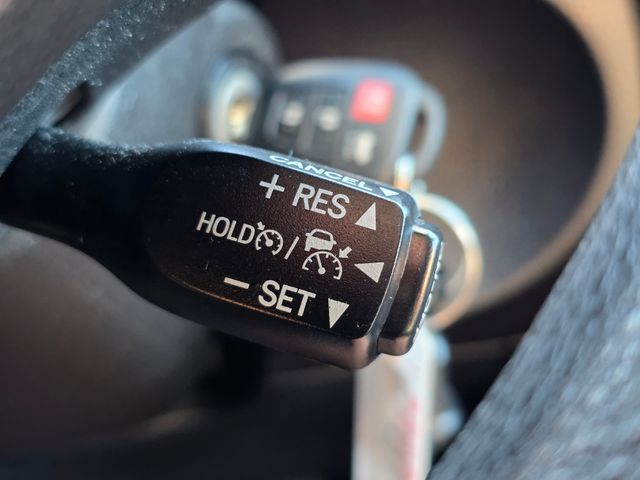 CANCEL
+ RES
HOLD /
− SET